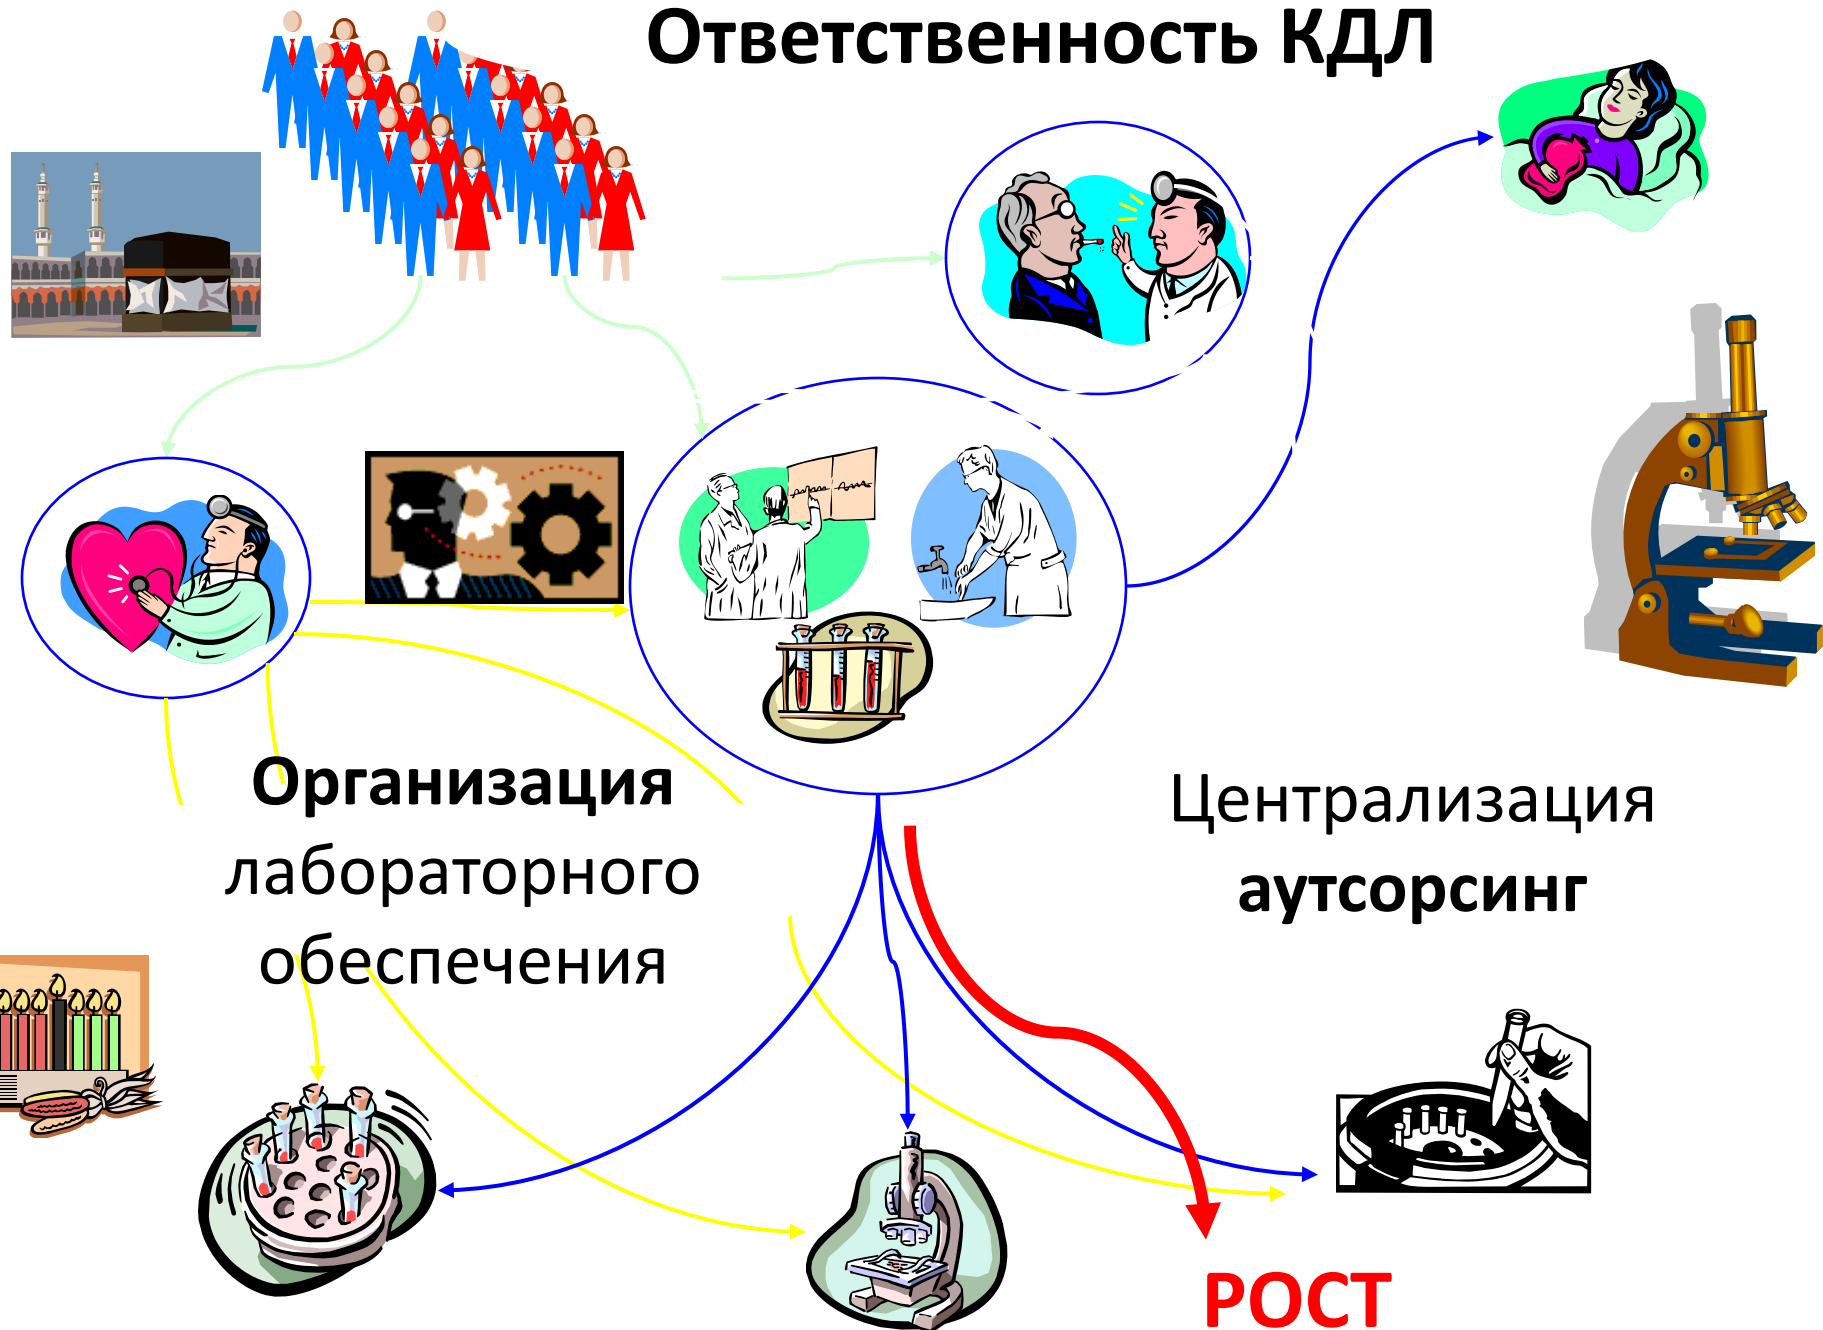 Ответственность КДЛ
Организация
лабораторного
обеспечения
Централизация
аутсорсинг
РОСТ